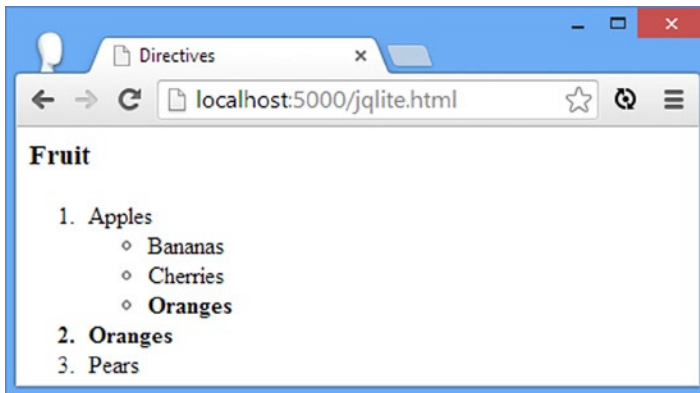 Directives
localhost:5000/jqlite.html
Fruit
1. Apples
Bananas
Cherries
Oranges
2. Oranges
3. Pears